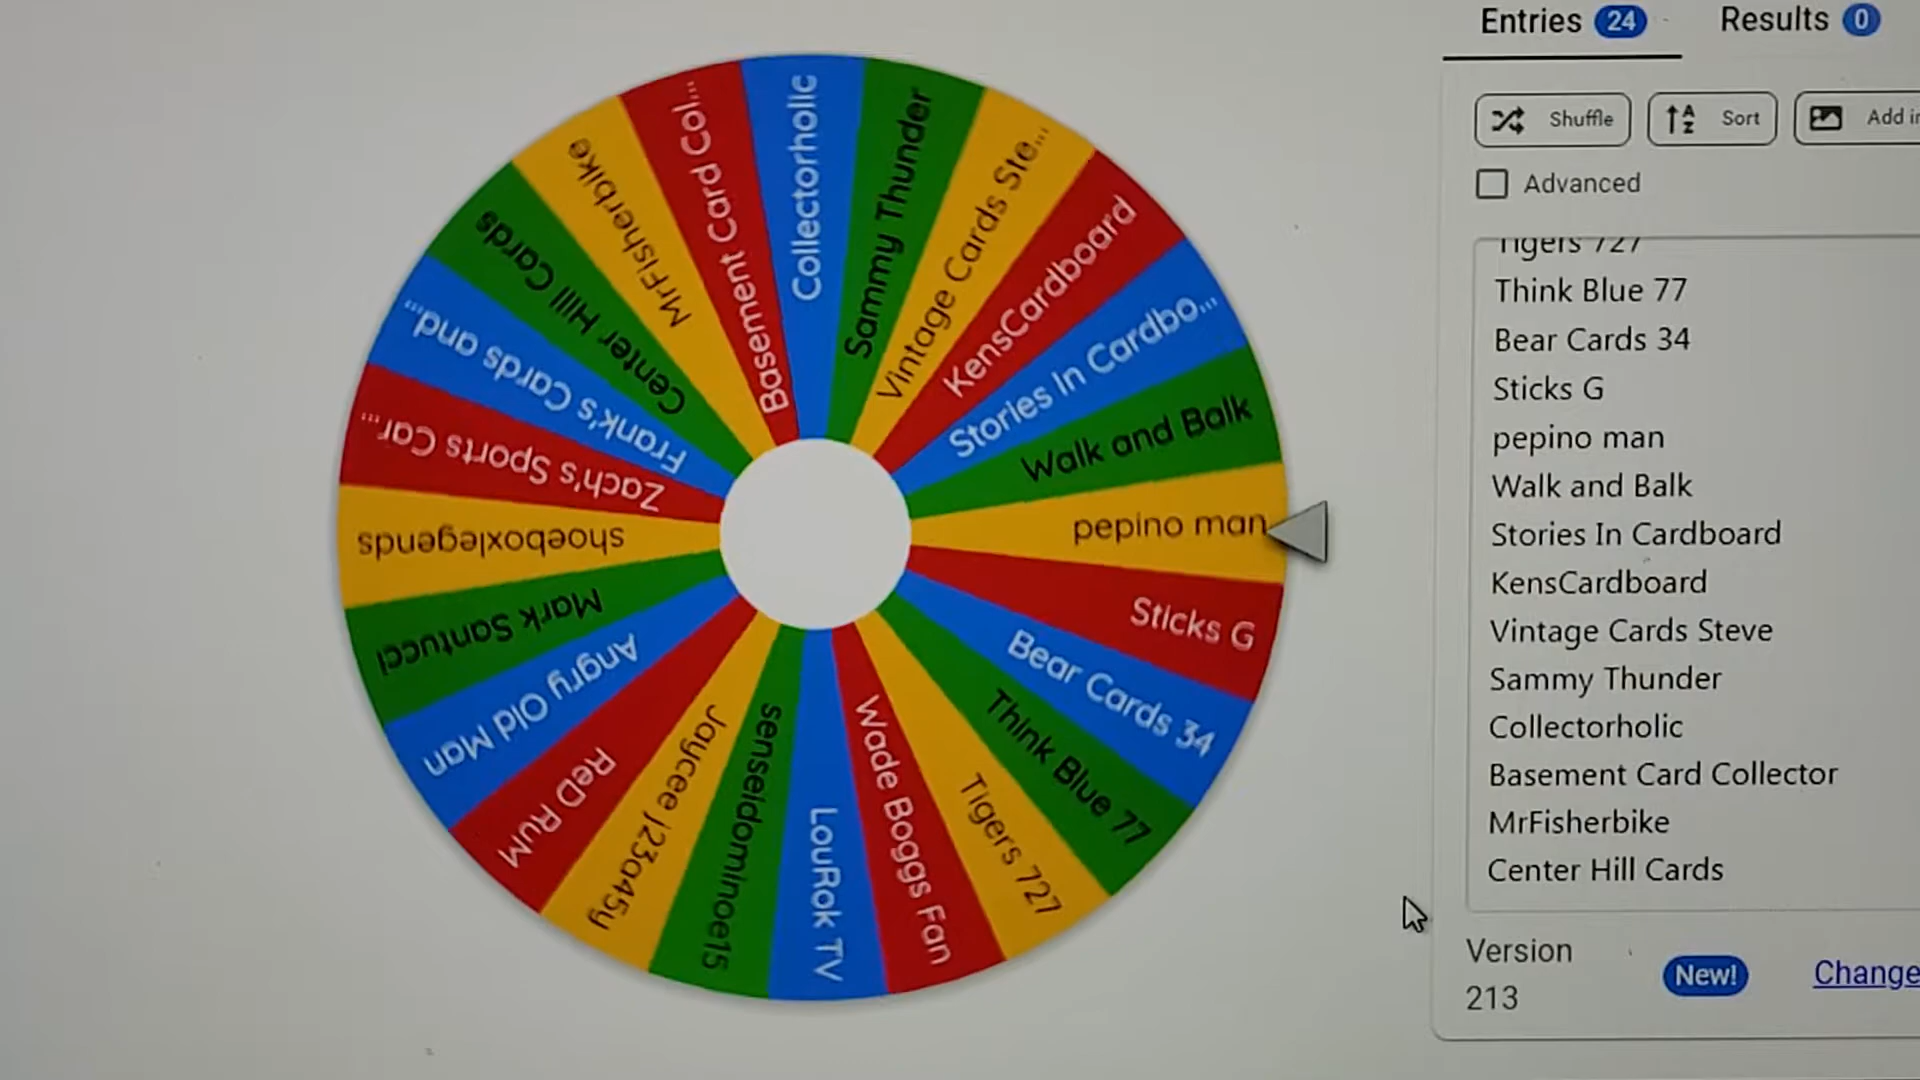 Entries 24
Results 0
Shuffle
Sort
Add
Advanced
Tigers 727
Think Blue 77
Bear Cards 34
Sticks G
pepino man
Walk and Balk
Stories In Cardboard
KensCardboard
Vintage Cards Steve
Sammy Thunder
Collectorholic
Basement Card Collector
MrFisherbike
Center Hill Cards
Version
213
New!
Change
Collectorholic
Sammy Thunder
Vintage Cards Ste...
KensCardboard
Stories In Cardbo...
Walk and Balk
pepino man
Sticks G
Bear Cards 34
Think Blue 77
Tigers 727
Wade Boggs Fan
LouRok TV
senseidominoe15
Jaycee J23a45y
ReD RuM
Angry Old Man
Mark Santucci
shoeboxlegends
Zach's Sports Car...
Frank's Cards and...
Center Hill Cards
MrFisherbike
Basement Card Col...